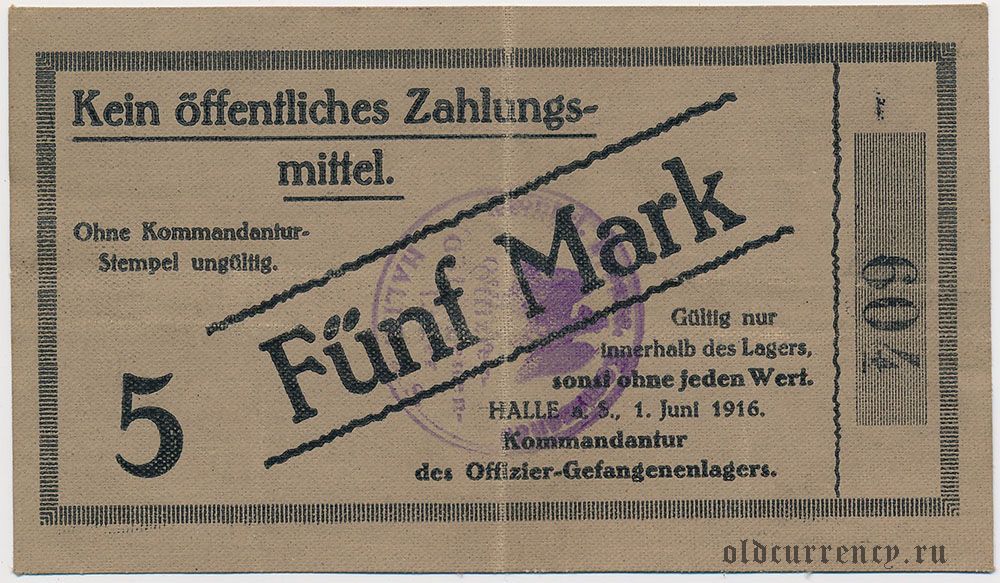 Kein öffentliches Zahlungs-
mittel.
Ohne Kommandantur-
Stempel ungültig.
Fünf Mark
5
Gültig nur
innerhalb des Lagers,
sonst ohne jeden Wert.
HALLE a. S., 1. Juni 1916.
Kommandantur
des Offizier-Gefangenenlagers.
6094
oldcurrency.ru